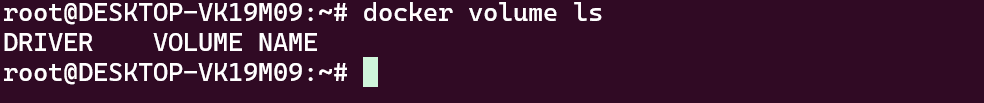 root@DESKTOP-VK19M09:~# docker volume ls
DRIVER    VOLUME NAME
root@DESKTOP-VK19M09:~#